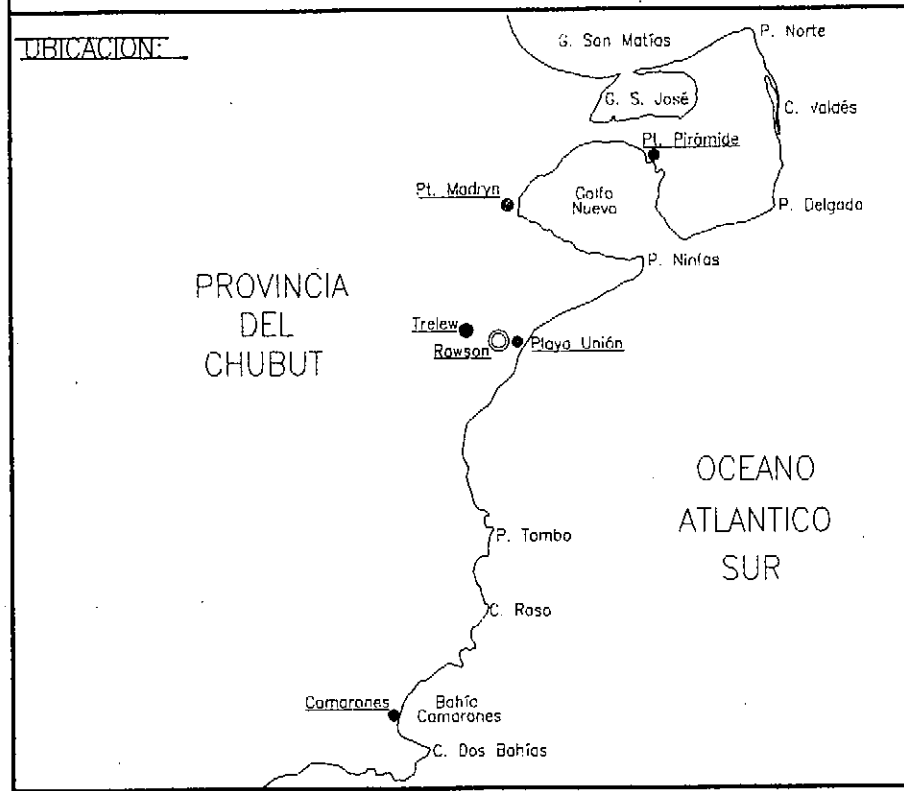 UBICACION:
G. San Matías
P. Norte
G. S. José
C. Valdés
Pt. Pirámide
Pt. Madryn
Golfo
Nuevo
P. Delgada
P. Ninfas
PROVINCIA
DEL
CHUBUT
Trelew
Rawson
Playa Unión
OCEANO
ATLANTICO
SUR
P. Tombo
C. Raso
Camarones
Bahía
Camarones
C. Dos Bahías